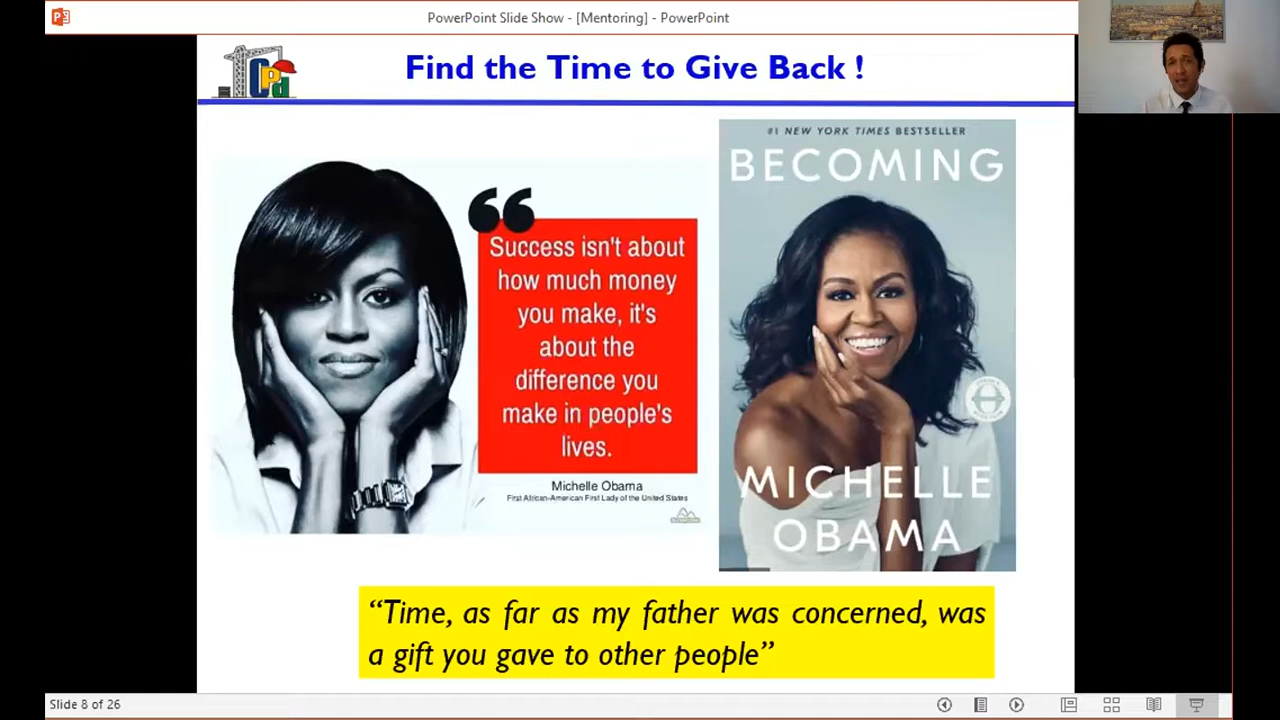 PowerPoint Slide Show - [Mentoring] - PowerPoint
CPd
Find the Time to Give Back !
“
Success isn't about
how much money
you make, it's
about the
difference you
make in people's
lives.
Michelle Obama
First African-American First Lady of the United States
#1 NEW YORK TIMES BESTSELLER
BECOMING
MICHELLE
OBAMA
“Time, as far as my father was concerned, was
a gift you gave to other people”
Slide 8 of 26